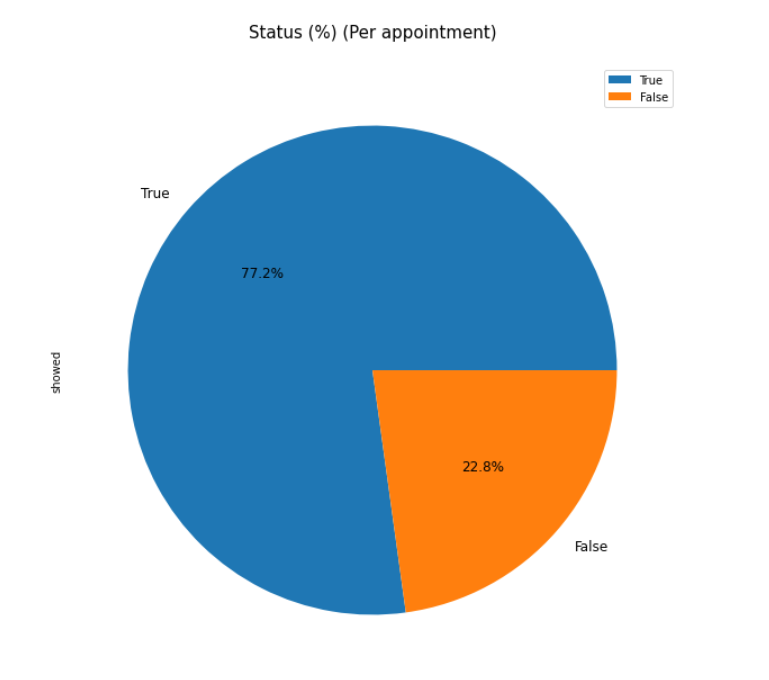 Status (%) (Per appointment)
True
False
True
77.2%
showed
22.8%
False